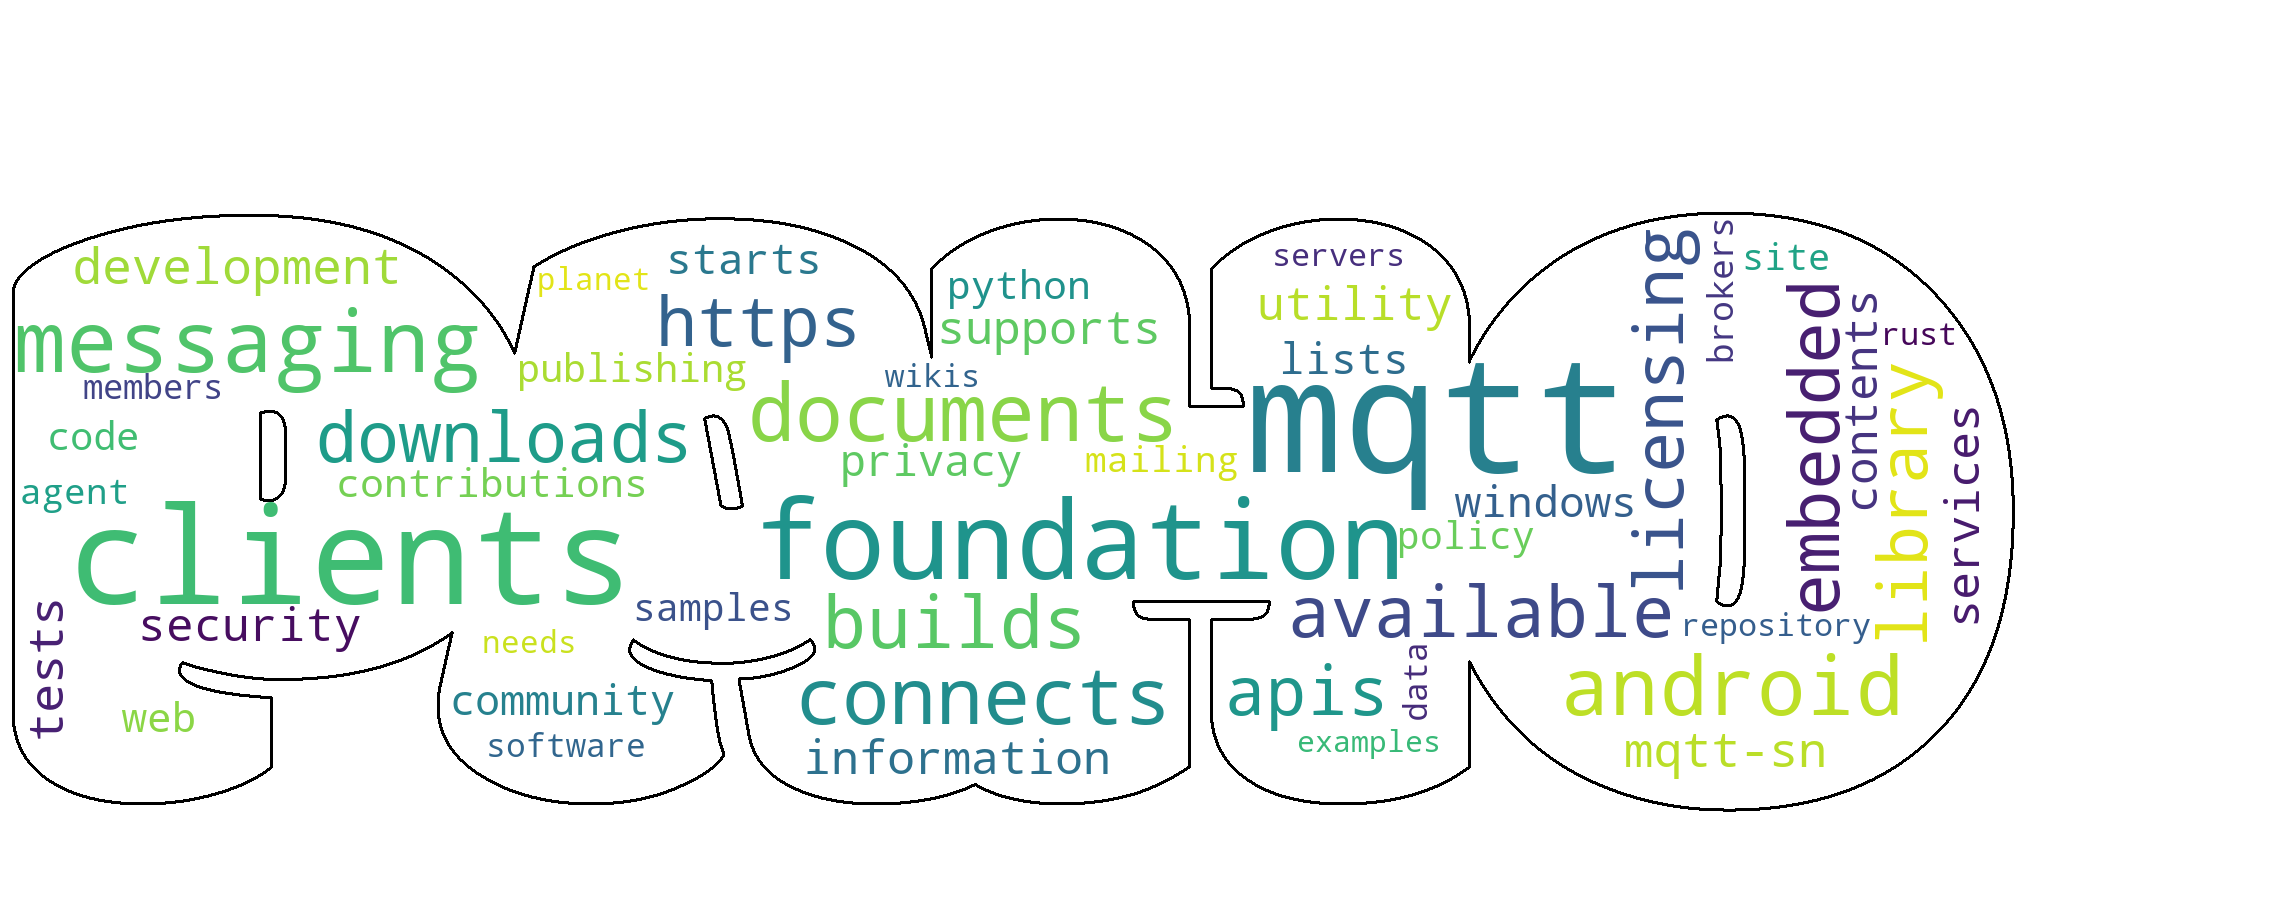 development
messaging
members
code
agent
clients
security
tests
web
planet
starts
https
publishing
downloads
contributions
samples
needs
community
software
python
supports
wikis
documents
privacy
mailing
foundation
builds
connects
information
servers
utility
lists
mqtt
windows
policy
available
apis
data
examples
licensing
brokers
site
embedded
contents
rust
library
services
repository
android
mqtt-sn